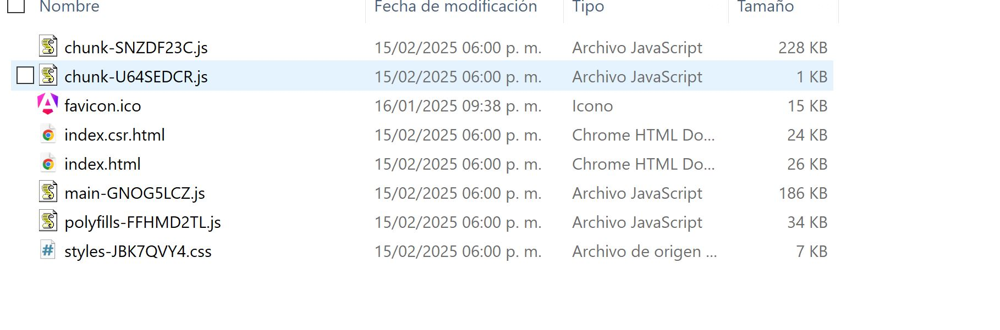 Nombre Fecha de modificación Tipo Tamaño
chunk-SNZDF23C.js 15/02/2025 06:00 p. m. Archivo JavaScript 228 KB
chunk-U64SEDCR.js 15/02/2025 06:00 p. m. Archivo JavaScript 1 KB
favicon.ico 16/01/2025 09:38 p. m. Icono 15 KB
index.csr.html 15/02/2025 06:00 p. m. Chrome HTML Do... 24 KB
index.html 15/02/2025 06:00 p. m. Chrome HTML Do... 26 KB
main-GNOG5LCZ.js 15/02/2025 06:00 p. m. Archivo JavaScript 186 KB
polyfills-FFHMD2TL.js 15/02/2025 06:00 p. m. Archivo JavaScript 34 KB
styles-JBK7QVY4.css 15/02/2025 06:00 p. m. Archivo de origen ... 7 KB